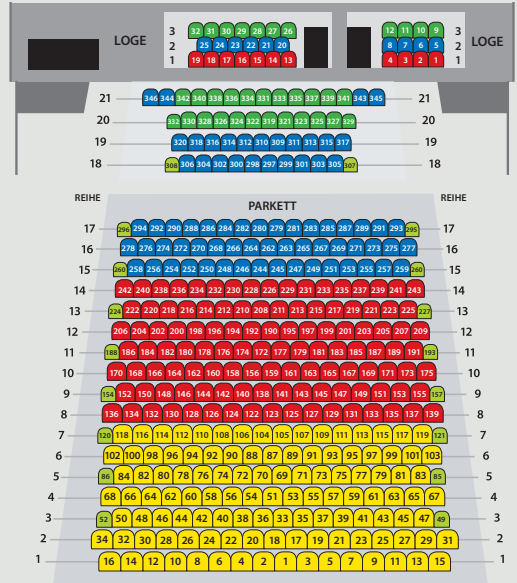 3 32 31 30 29 28 27 26 12 11 10 9 3
LOGE 2 25 24 23 22 21 20 8 7 6 5 2 LOGE
1 19 18 17 16 15 14 13 4 3 2 1 1
21 346 344 342 340 338 336 334 331 333 335 337 339 341 343 345 21
20 332 330 328 326 324 322 319 321 323 325 327 329 20
19 320 318 316 314 312 310 309 311 313 315 317 19
18 308 306 304 302 300 298 297 299 301 303 305 307 18
REIHE PARKETT REIHE
17 296 294 292 290 288 286 284 282 280 279 281 283 285 287 289 291 293 295 17
16 278 276 274 272 270 268 266 264 262 263 265 267 269 271 273 275 277 16
15 260 258 256 254 252 250 248 246 244 245 247 249 251 253 255 257 259 260 15
14 242 240 238 236 234 232 230 228 226 229 231 233 235 237 239 241 243 14
13 224 222 220 218 216 214 212 210 208 211 213 215 217 219 221 223 225 227 13
12 206 204 202 200 198 196 194 192 190 195 197 199 201 203 205 207 209 12
11 188 186 184 182 180 178 176 174 172 177 179 181 183 185 187 189 191 193 11
10 170 168 166 164 162 160 158 156 159 161 163 165 167 169 171 173 175 10
9 154 152 150 148 146 144 142 140 138 141 143 145 147 149 151 153 155 157 9
8 136 134 132 130 128 126 124 122 123 125 127 129 131 133 135 137 139 8
7 120 118 116 114 112 110 108 106 104 105 107 109 111 113 115 117 119 121 7
6 102 100 98 96 94 92 90 88 87 89 91 93 95 97 99 101 103 6
5 86 84 82 80 78 76 74 72 70 69 71 73 75 77 79 81 83 85 5
4 68 66 64 62 60 58 56 54 51 53 55 57 59 61 63 65 67 4
3 52 50 48 46 44 42 40 38 36 33 35 37 39 41 43 45 47 49 3
2 34 32 30 28 26 24 22 20 18 17 19 21 23 25 27 29 31 2
1 16 14 12 10 8 6 4 2 1 3 5 7 9 11 13 15 1